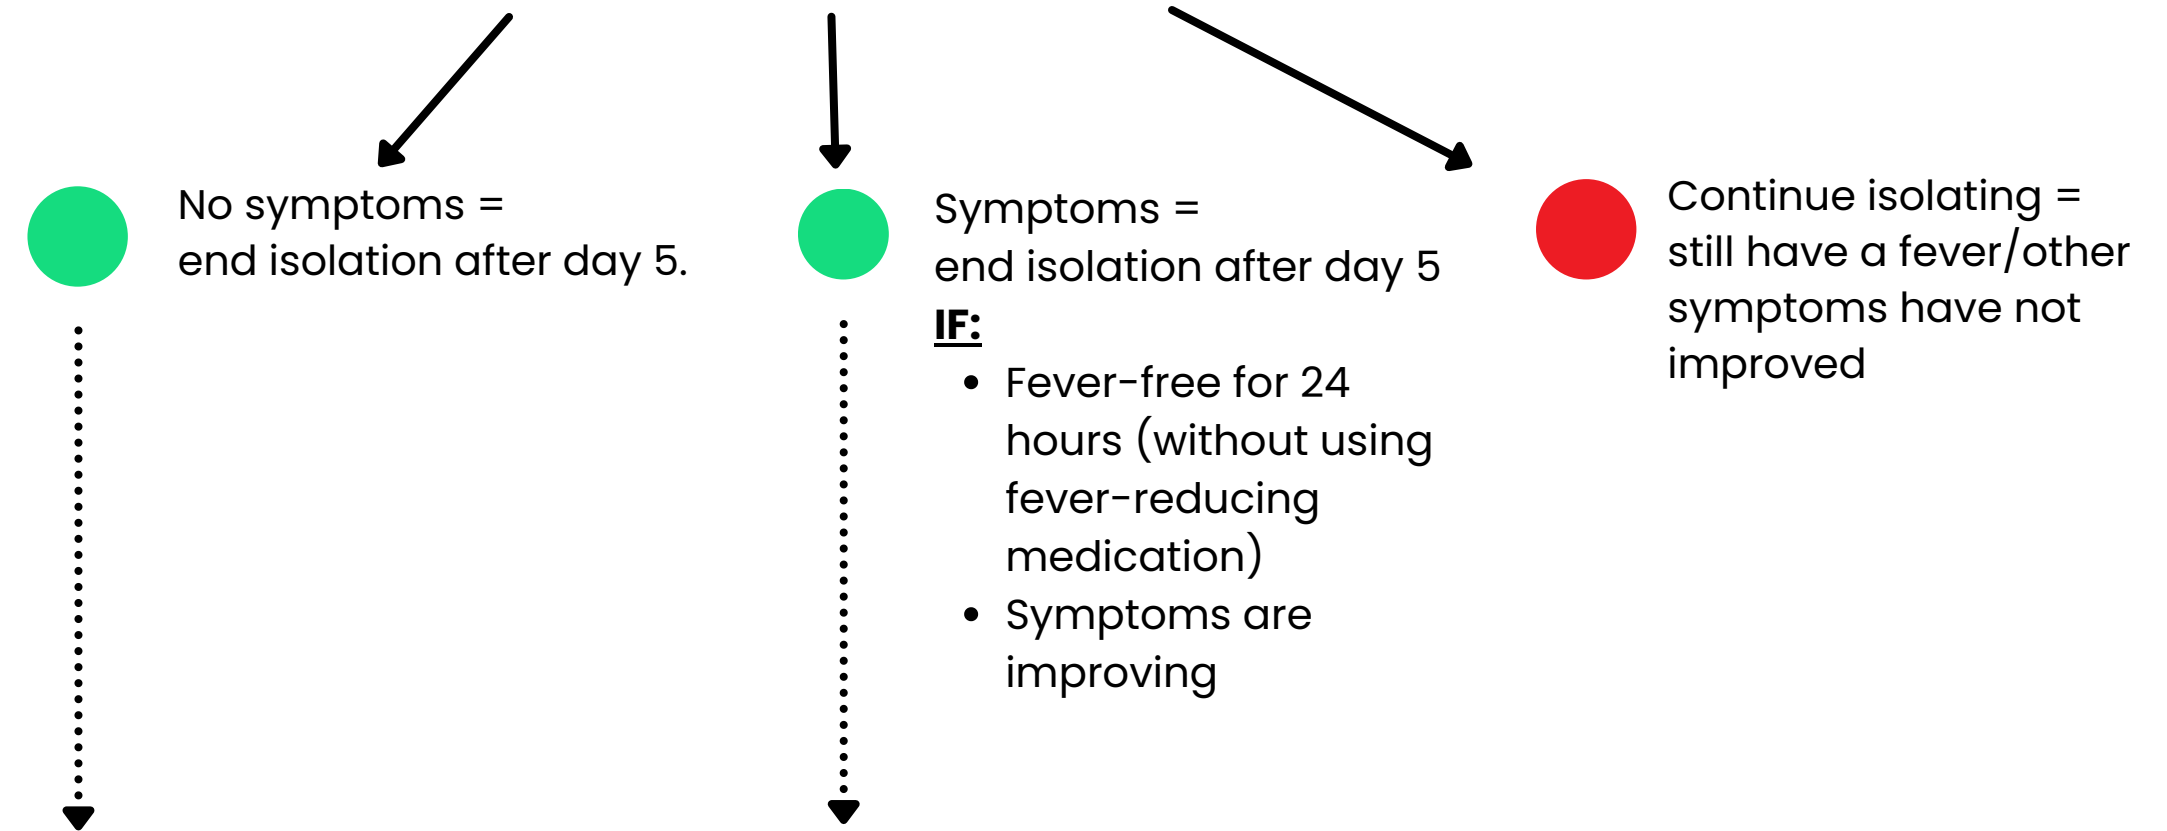 No symptoms =
end isolation after day 5.
Symptoms =
end isolation after day 5
IF:
• Fever-free for 24
hours (without using
fever-reducing
medication)
• Symptoms are
improving
Continue isolating =
still have a fever/other
symptoms have not
improved